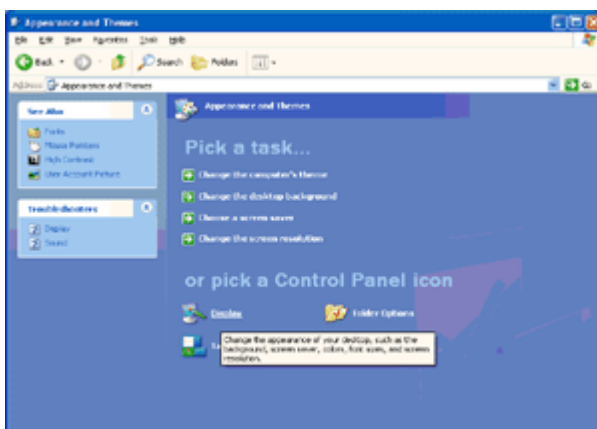 Appearance and Themes
File Edit View Favorites Tools Help
Back Search Folders
Address Appearance and Themes Go
See Also
Fonts
Mouse Pointers
High Contrast
User Account Picture
Troubleshooters
Display
Sound
Appearance and Themes
Pick a task...
Change the computer's theme
Change the desktop background
Choose a screen saver
Change the screen resolution
or pick a Control Panel icon
Display Folder Options
Change the appearance of your desktop, such as the
background, screen saver, colors, font sizes, and screen
resolution.